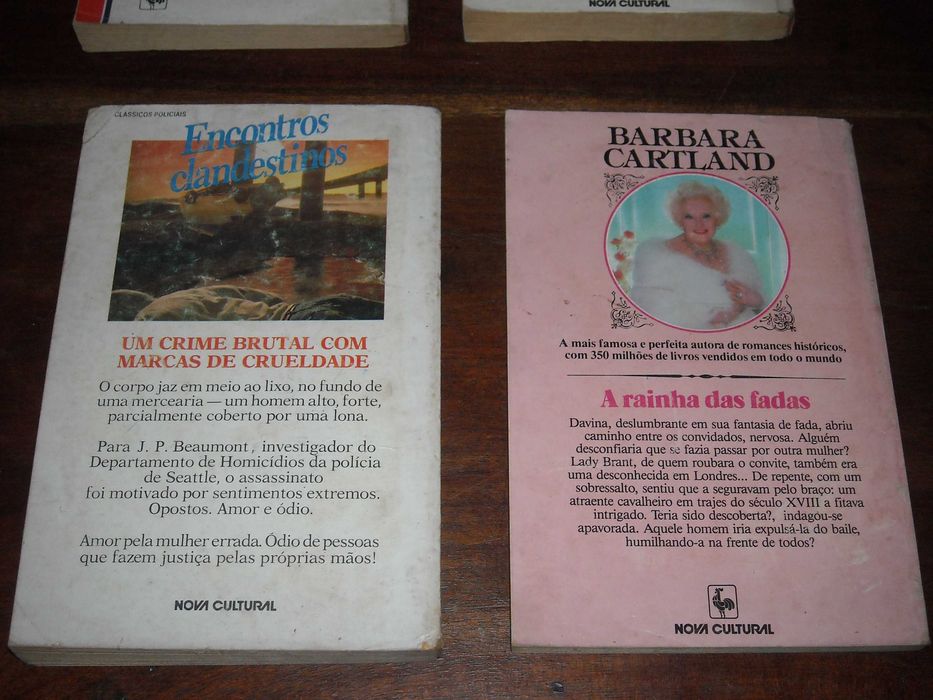 NOVA CULTURAL
CLÁSSICOS POLICIAIS
Encontros
clandestinos
UM CRIME BRUTAL COM
MARCAS DE CRUELDADE
O corpo jaz em meio ao lixo, no fundo de
uma mercearia — um homem alto, forte,
parcialmente coberto por uma lona.
Para J. P. Beaumont, investigador do
Departamento de Homicídios da polícia
de Seattle, o assassinato
foi motivado por sentimentos extremos.
Opostos. Amor e ódio.
Amor pela mulher errada. Ódio de pessoas
que fazem justiça pelas próprias mãos!
NOVA CULTURAL
BARBARA
CARTLAND
A mais famosa e perfeita autora de romances históricos,
com 350 milhões de livros vendidos em todo o mundo
A rainha das fadas
Davina, deslumbrante em sua fantasia de fada, abriu
caminho entre os convidados, nervosa. Alguém
desconfiaria que se fazia passar por outra mulher?
Lady Brant, de quem roubara o convite, também era
uma desconhecida em Londres... De repente, com um
sobressalto, sentiu que a seguravam pelo braço: um
atraente cavalheiro em trajes do século XVIII a fitava
intrigado. Teria sido descoberta?, indagou-se
apavorada. Aquele homem iria expulsá-la do baile,
humilhando-a na frente de todos?
NOVA CULTURAL